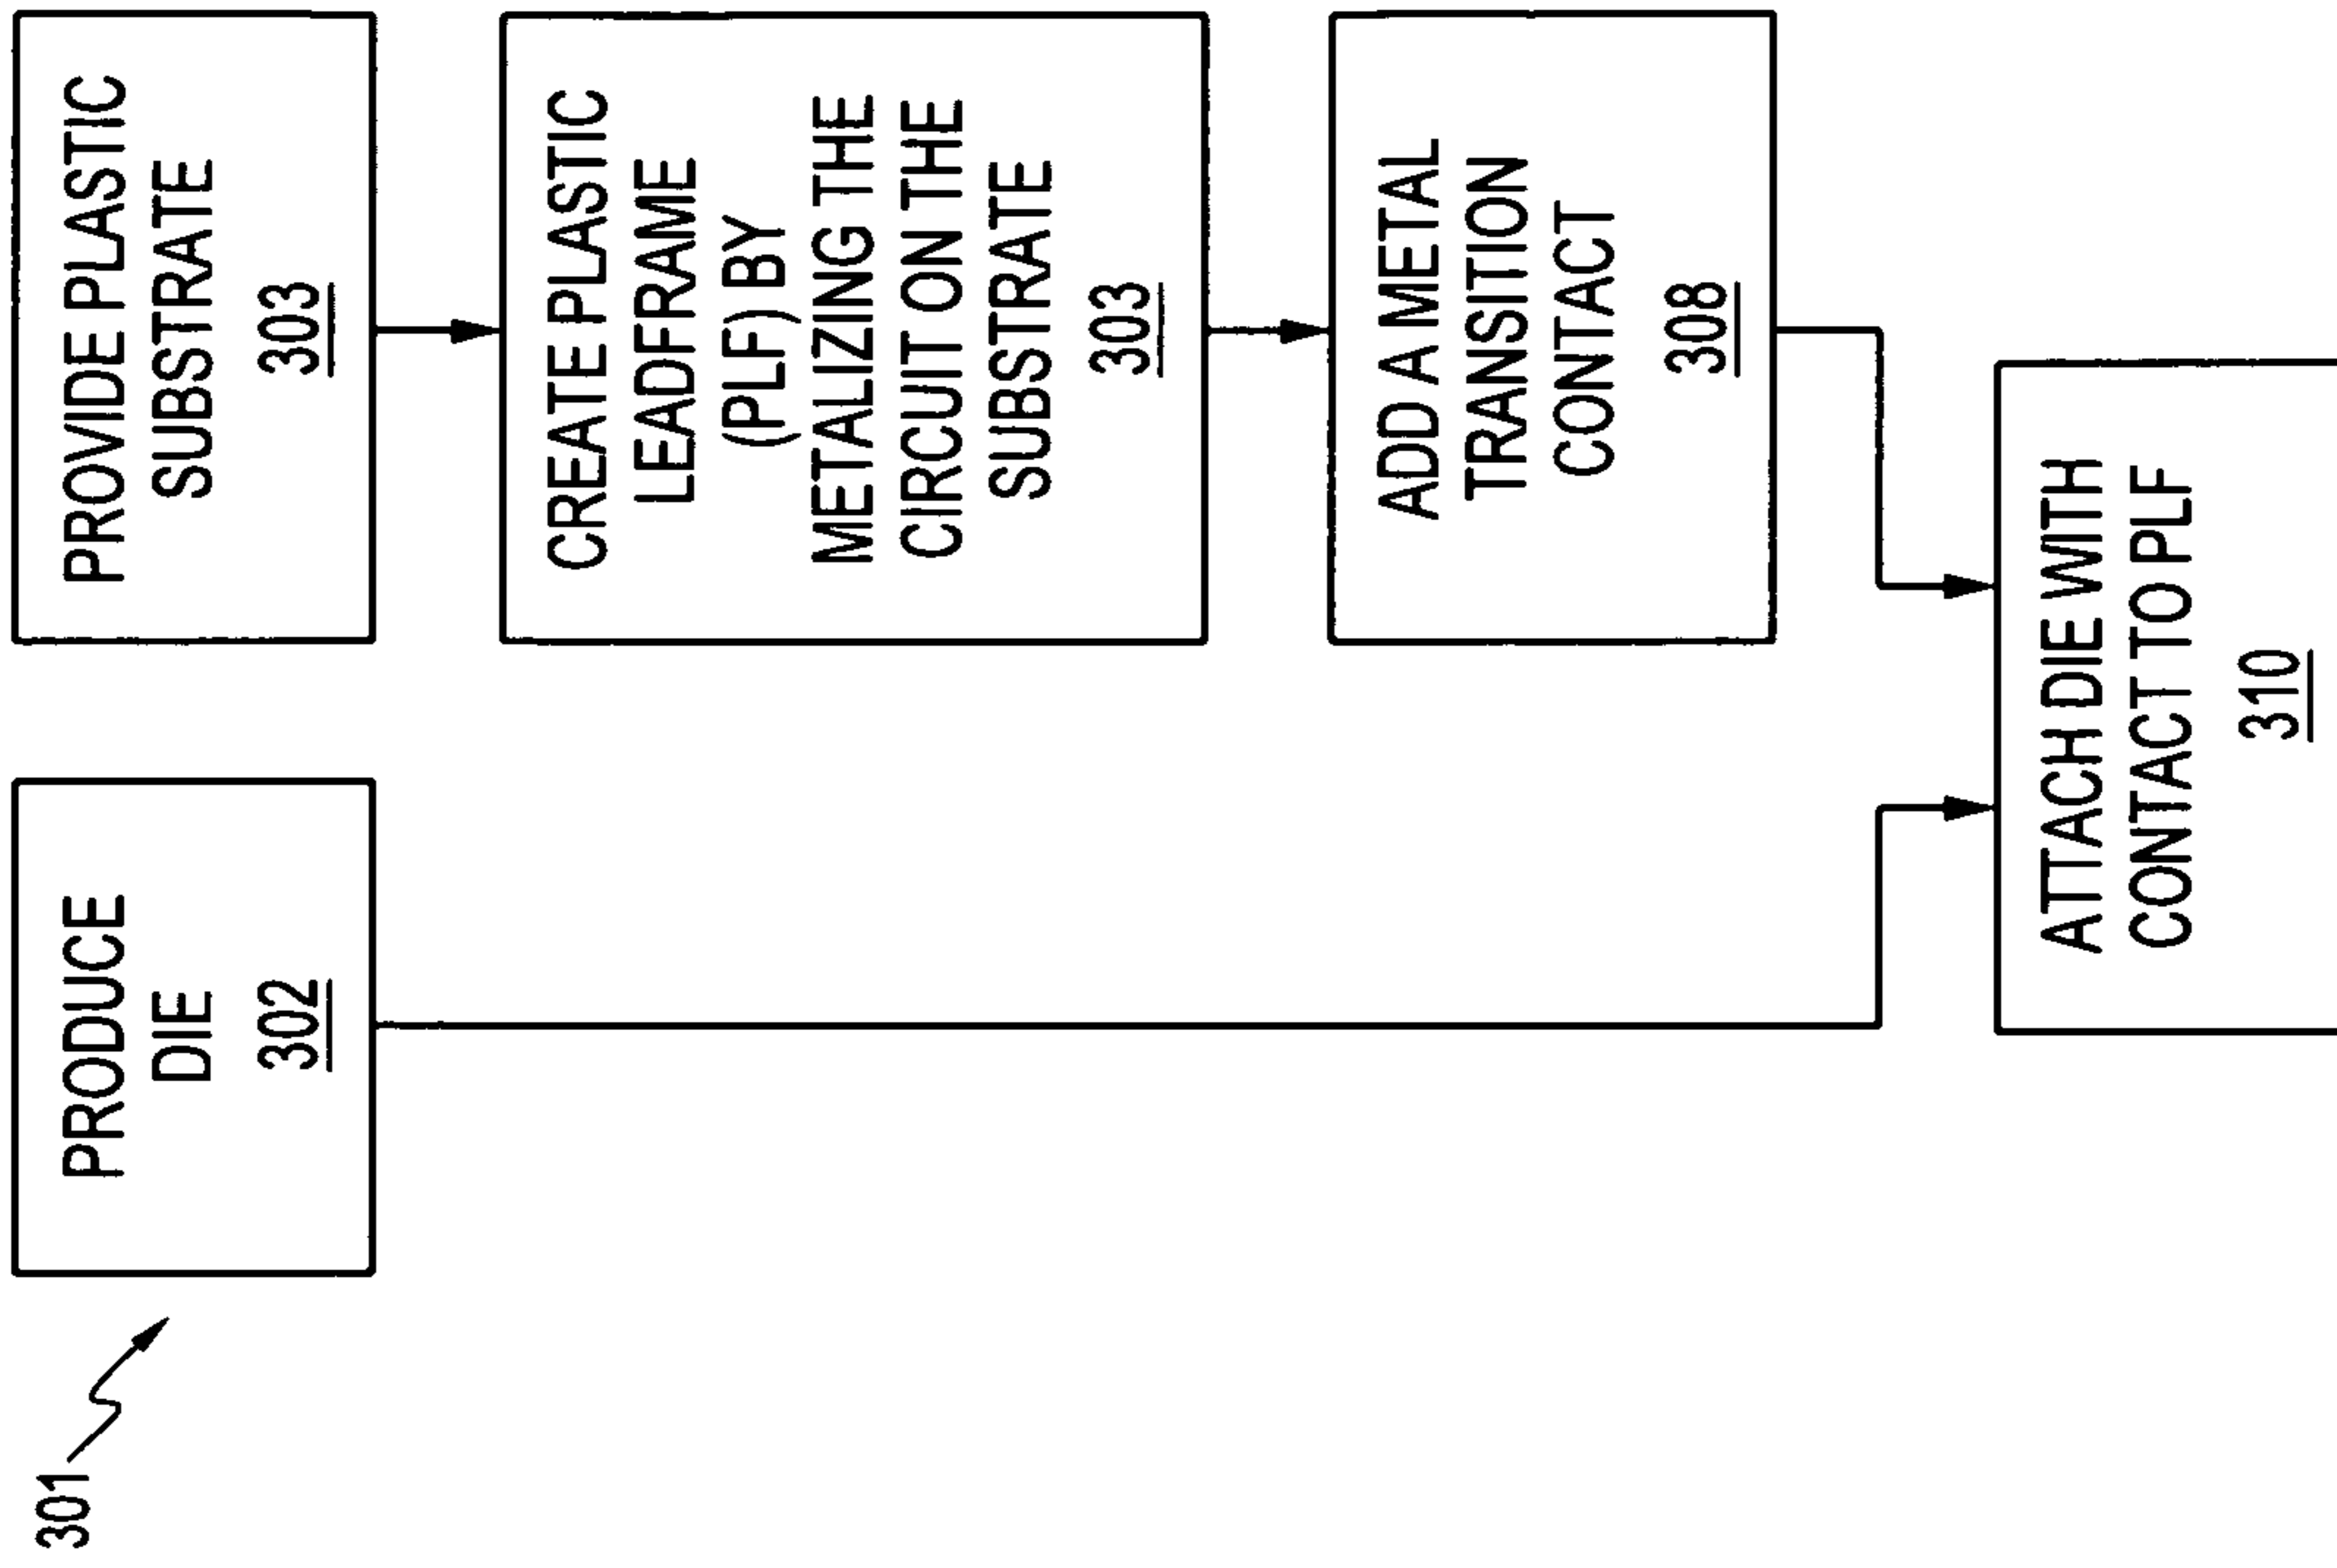 301
PRODUCE
DIE
302
PROVIDE PLASTIC
SUBSTRATE
303
CREATE PLASTIC
LEADFRAME
(PLF) BY
METALIZING THE
CIRCUIT ON THE
SUBSTRATE
303
ADD A METAL
TRANSITION
CONTACT
308
ATTACH DIE WITH
CONTACT TO PLF
310